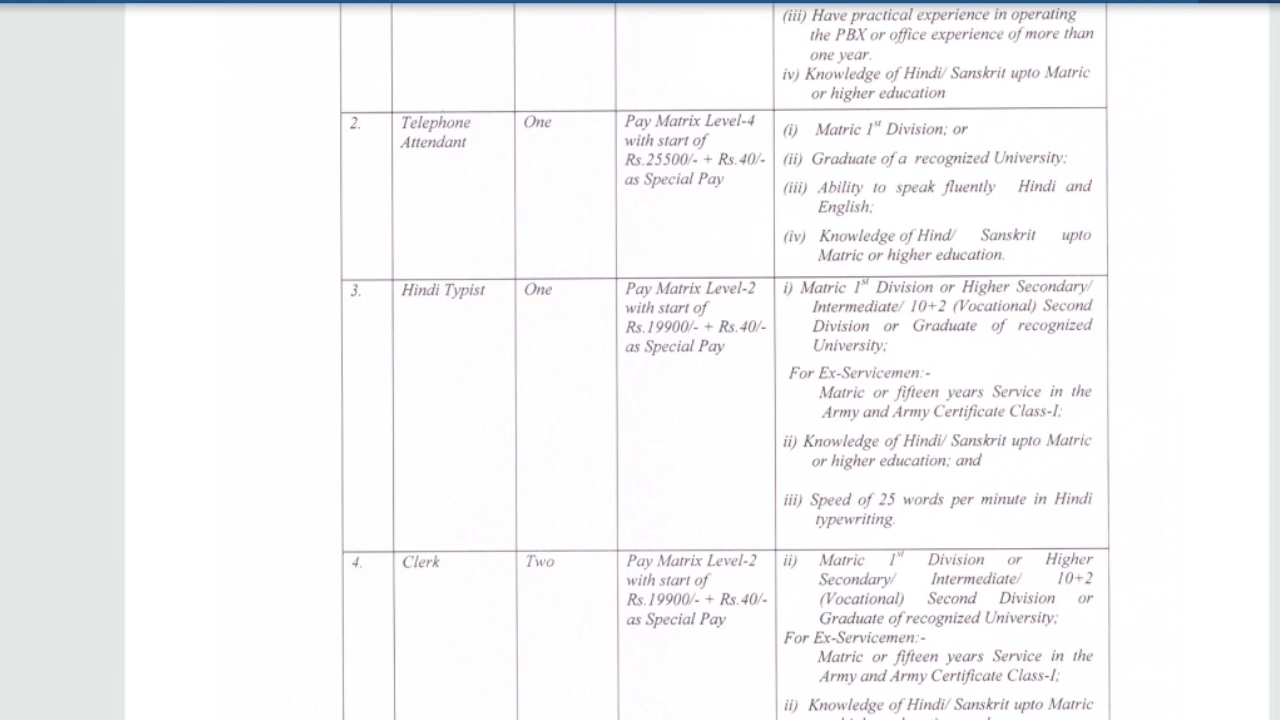 (iii) Have practical experience in operating
the PBX or office experience of more than
one year.
iv) Knowledge of Hindi/ Sanskrit upto Matric
or higher education
2.
Telephone
Attendant
One
Pay Matrix Level-4
with start of
Rs.25500/- + Rs.40/-
as Special Pay
(i) Matric 1st Division; or
(ii) Graduate of a recognized University;
(iii) Ability to speak fluently Hindi and
English;
(iv) Knowledge of Hind/ Sanskrit upto
Matric or higher education.
3.
Hindi Typist
One
Pay Matrix Level-2
with start of
Rs.19900/- + Rs.40/-
as Special Pay
i) Matric 1st Division or Higher Secondary/
Intermediate/ 10+2 (Vocational) Second
Division or Graduate of recognized
University;
For Ex-Servicemen:-
Matric or fifteen years Service in the
Army and Army Certificate Class-I;
ii) Knowledge of Hindi/ Sanskrit upto Matric
or higher education; and
iii) Speed of 25 words per minute in Hindi
typewriting.
4.
Clerk
Two
Pay Matrix Level-2
with start of
Rs.19900/- + Rs.40/-
as Special Pay
ii) Matric 1st Division or Higher
Secondary/ Intermediate/ 10+2
(Vocational) Second Division or
Graduate of recognized University;
For Ex-Servicemen:-
Matric or fifteen years Service in the
Army and Army Certificate Class-I;
ii) Knowledge of Hindi/ Sanskrit upto Matric